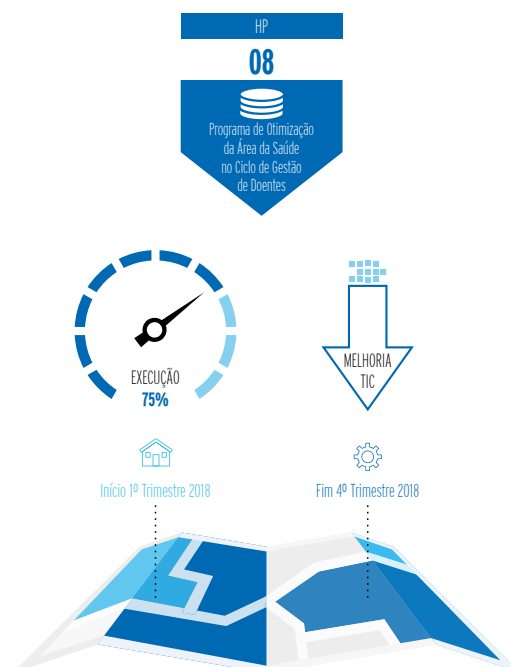 HP
08
Programa de Otimização
da Área da Saúde
no Ciclo de Gestão
de Doentes
EXECUÇÃO
75%
MELHORIA
TIC
Início 1º Trimestre 2018
Fim 4º Trimestre 2018